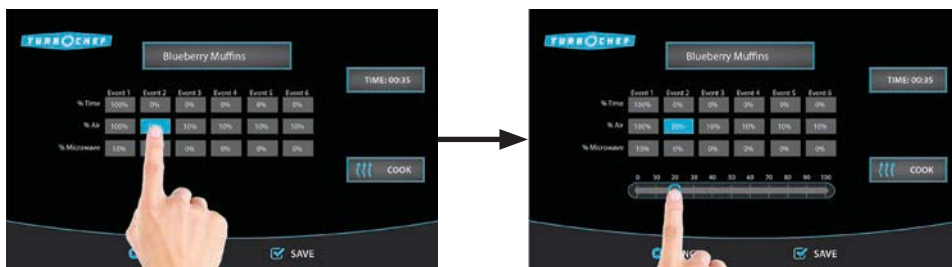 TURBOCHEF
Blueberry Muffins
TIME: 00:35
Event 1 Event 2 Event 3 Event 4 Event 5 Event 6
% Time 100% 0% 0% 0% 0% 0%
% Air 100% 10% 10% 10% 10%
% Microwave 10% 0% 0% 0% 0%
COOK
SAVE
TURBOCHEF
Blueberry Muffins
TIME: 00:35
Event 1 Event 2 Event 3 Event 4 Event 5 Event 6
% Time 100% 0% 0% 0% 0% 0%
% Air 100% 20% 10% 10% 10% 10%
% Microwave 10% 0% 0% 0% 0% 0%
0 10 20 30 40 50 60 70 80 90 100
COOK
SAVE